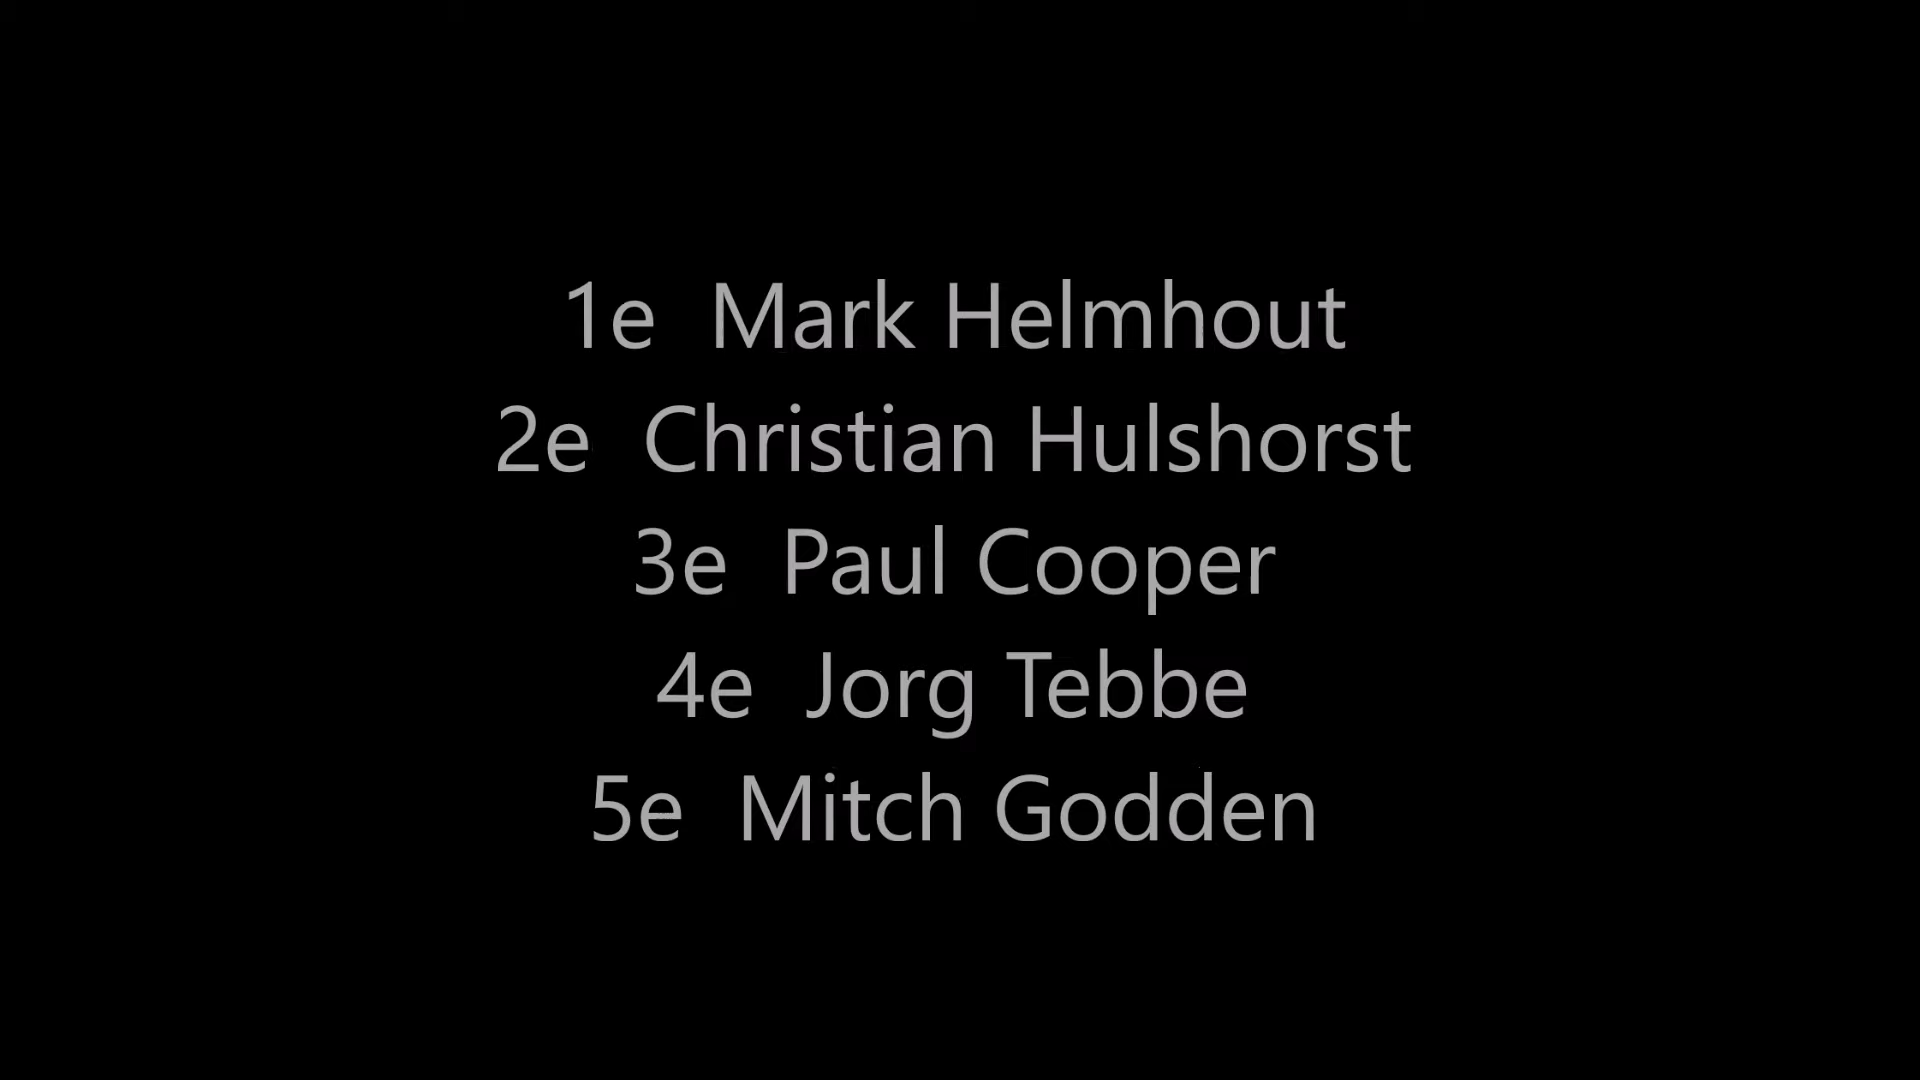 1e  Mark Helmhout
2e  Christian Hulshorst
3e  Paul Cooper
4e  Jorg Tebbe
5e  Mitch Godden